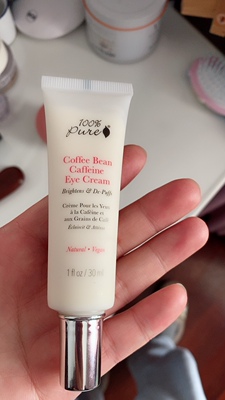 100%
pure
Coffee Bean
Caffeine
Eye Cream
Brightens & De-Puffs
Crème Pour les Yeux
à la Caféine et
aux Grains de Café
Éclaircit & Atténue
Natural • Vegan
1 fl oz / 30 ml